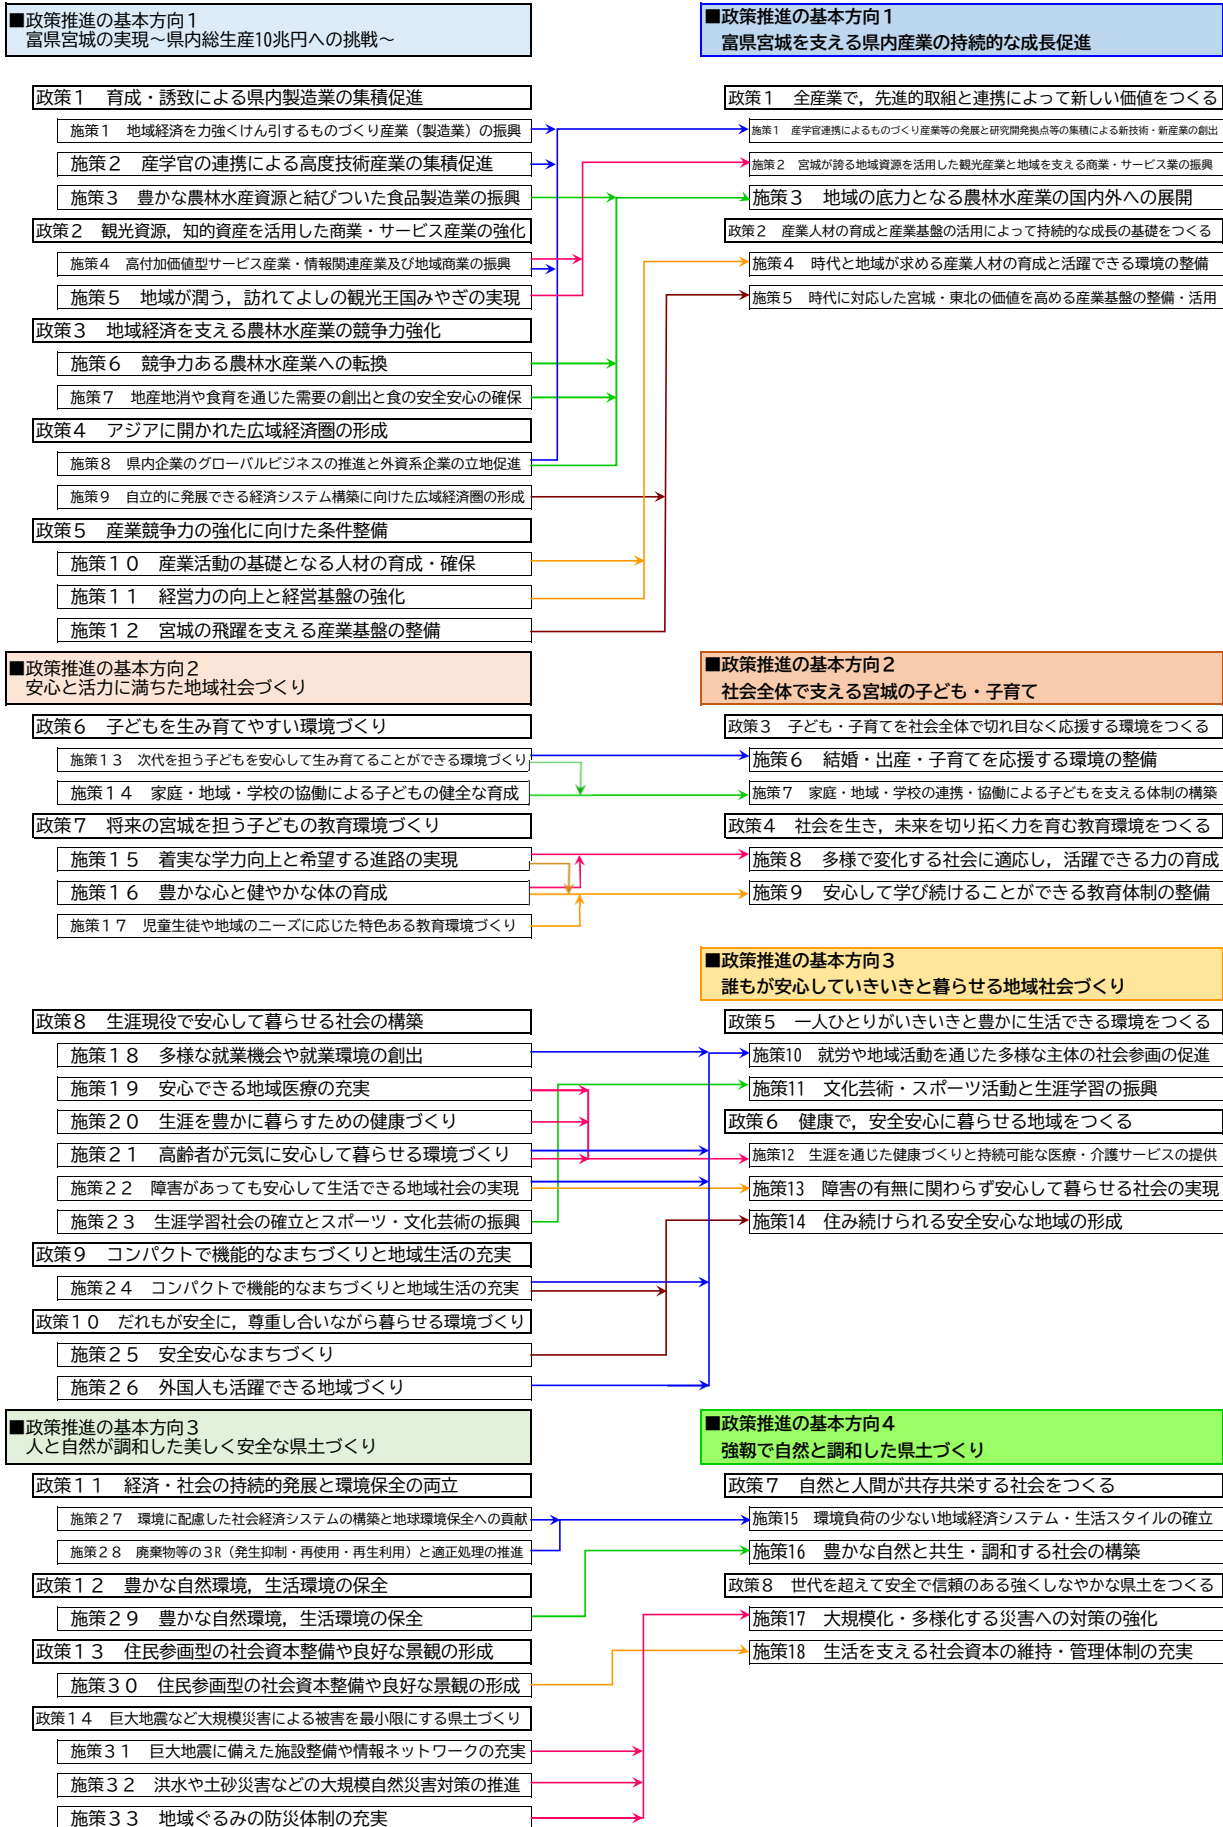 ■政策推進の基本方向１
富県宮城の実現～県内総生産10兆円への挑戦～
政策１　育成・誘致による県内製造業の集積促進
施策１　地域経済を力強くけん引するものづくり産業（製造業）の振興
施策２　産学官の連携による高度技術産業の集積促進
施策３　豊かな農林水産資源と結びついた食品製造業の振興
政策２　観光資源，知的資産を活用した商業・サービス産業の強化
施策４　高付加価値型サービス産業・情報関連産業及び地域商業の振興
施策５　地域が潤う，訪れてよしの観光王国みやぎの実現
政策３　地域経済を支える農林水産業の競争力強化
施策６　競争力ある農林水産業への転換
施策７　地産地消や食育を通じた需要の創出と食の安全安心の確保
政策４　アジアに開かれた広域経済圏の形成
施策８　県内企業のグローバルビジネスの推進と外資系企業の立地促進
施策９　自立的に発展できる経済システム構築に向けた広域経済圏の形成
政策５　産業競争力の強化に向けた条件整備
施策１０　産業活動の基礎となる人材の育成・確保
施策１１　経営力の向上と経営基盤の強化
施策１２　宮城の飛躍を支える産業基盤の整備
■政策推進の基本方向２
安心と活力に満ちた地域社会づくり
政策６　子どもを生み育てやすい環境づくり
施策１３　次代を担う子どもを安心して生み育てることができる環境づくり
施策１４　家庭・地域・学校の協働による子どもの健全な育成
政策７　将来の宮城を担う子どもの教育環境づくり
施策１５　着実な学力向上と希望する進路の実現
施策１６　豊かな心と健やかな体の育成
施策１７　児童生徒や地域のニーズに応じた特色ある教育環境づくり
政策８　生涯現役で安心して暮らせる社会の構築
施策１８　多様な就業機会や就業環境の創出
施策１９　安心できる地域医療の充実
施策２０　生涯を豊かに暮らすための健康づくり
施策２１　高齢者が元気に安心して暮らせる環境づくり
施策２２　障害があっても安心して生活できる地域社会の実現
施策２３　生涯学習社会の確立とスポーツ・文化芸術の振興
政策９　コンパクトで機能的なまちづくりと地域生活の充実
施策２４　コンパクトで機能的なまちづくりと地域生活の充実
政策１０　だれもが安全に，尊重し合いながら暮らせる環境づくり
施策２５　安全安心なまちづくり
施策２６　外国人も活躍できる地域づくり
■政策推進の基本方向３
人と自然が調和した美しく安全な県土づくり
政策１１　経済・社会の持続的発展と環境保全の両立
施策２７　環境に配慮した社会経済システムの構築と地球環境保全への貢献
施策２８　廃棄物等の３R（発生抑制・再使用・再生利用）と適正処理の推進
政策１２　豊かな自然環境，生活環境の保全
施策２９　豊かな自然環境，生活環境の保全
政策１３　住民参画型の社会資本整備や良好な景観の形成
施策３０　住民参画型の社会資本整備や良好な景観の形成
政策１４　巨大地震など大規模災害による被害を最小限にする県土づくり
施策３１　巨大地震に備えた施設整備や情報ネットワークの充実
施策３２　洪水や土砂災害などの大規模自然災害対策の推進
施策３３　地域ぐるみの防災体制の充実
■政策推進の基本方向１
富県宮城を支える県内産業の持続的な成長促進
政策１　全産業で，先進的取組と連携によって新しい価値をつくる
施策１　産学官連携によるものづくり産業等の発展と研究開発拠点等の集積による新技術・新産業の創出
施策２　宮城が誇る地域資源を活用した観光産業と地域を支える商業・サービス業の振興
施策３　地域の底力となる農林水産業の国内外への展開
政策２　産業人材の育成と産業基盤の活用によって持続的な成長の基礎をつくる
施策４　時代と地域が求める産業人材の育成と活躍できる環境の整備
施策５　時代に対応した宮城・東北の価値を高める産業基盤の整備・活用
■政策推進の基本方向２
社会全体で支える宮城の子ども・子育て
政策３　子ども・子育てを社会全体で切れ目なく応援する環境をつくる
施策６　結婚・出産・子育てを応援する環境の整備
施策７　家庭・地域・学校の連携・協働による子どもを支える体制の構築
政策４　社会を生き，未来を切り拓く力を育む教育環境をつくる
施策８　多様で変化する社会に適応し，活躍できる力の育成
施策９　安心して学び続けることができる教育体制の整備
■政策推進の基本方向３
誰もが安心していきいきと暮らせる地域社会づくり
政策５　一人ひとりがいきいきと豊かに生活できる環境をつくる
施策10　就労や地域活動を通じた多様な主体の社会参画の促進
施策11　文化芸術・スポーツ活動と生涯学習の振興
政策６　健康で，安全安心に暮らせる地域をつくる
施策12　生涯を通じた健康づくりと持続可能な医療・介護サービスの提供
施策13　障害の有無に関わらず安心して暮らせる社会の実現
施策14　住み続けられる安全安心な地域の形成
■政策推進の基本方向４
強靱で自然と調和した県土づくり
政策７　自然と人間が共存共栄する社会をつくる
施策15　環境負荷の少ない地域経済システム・生活スタイルの確立
施策16　豊かな自然と共生・調和する社会の構築
政策８　世代を超えて安全で信頼のある強くしなやかな県土をつくる
施策17　大規模化・多様化する災害への対策の強化
施策18　生活を支える社会資本の維持・管理体制の充実